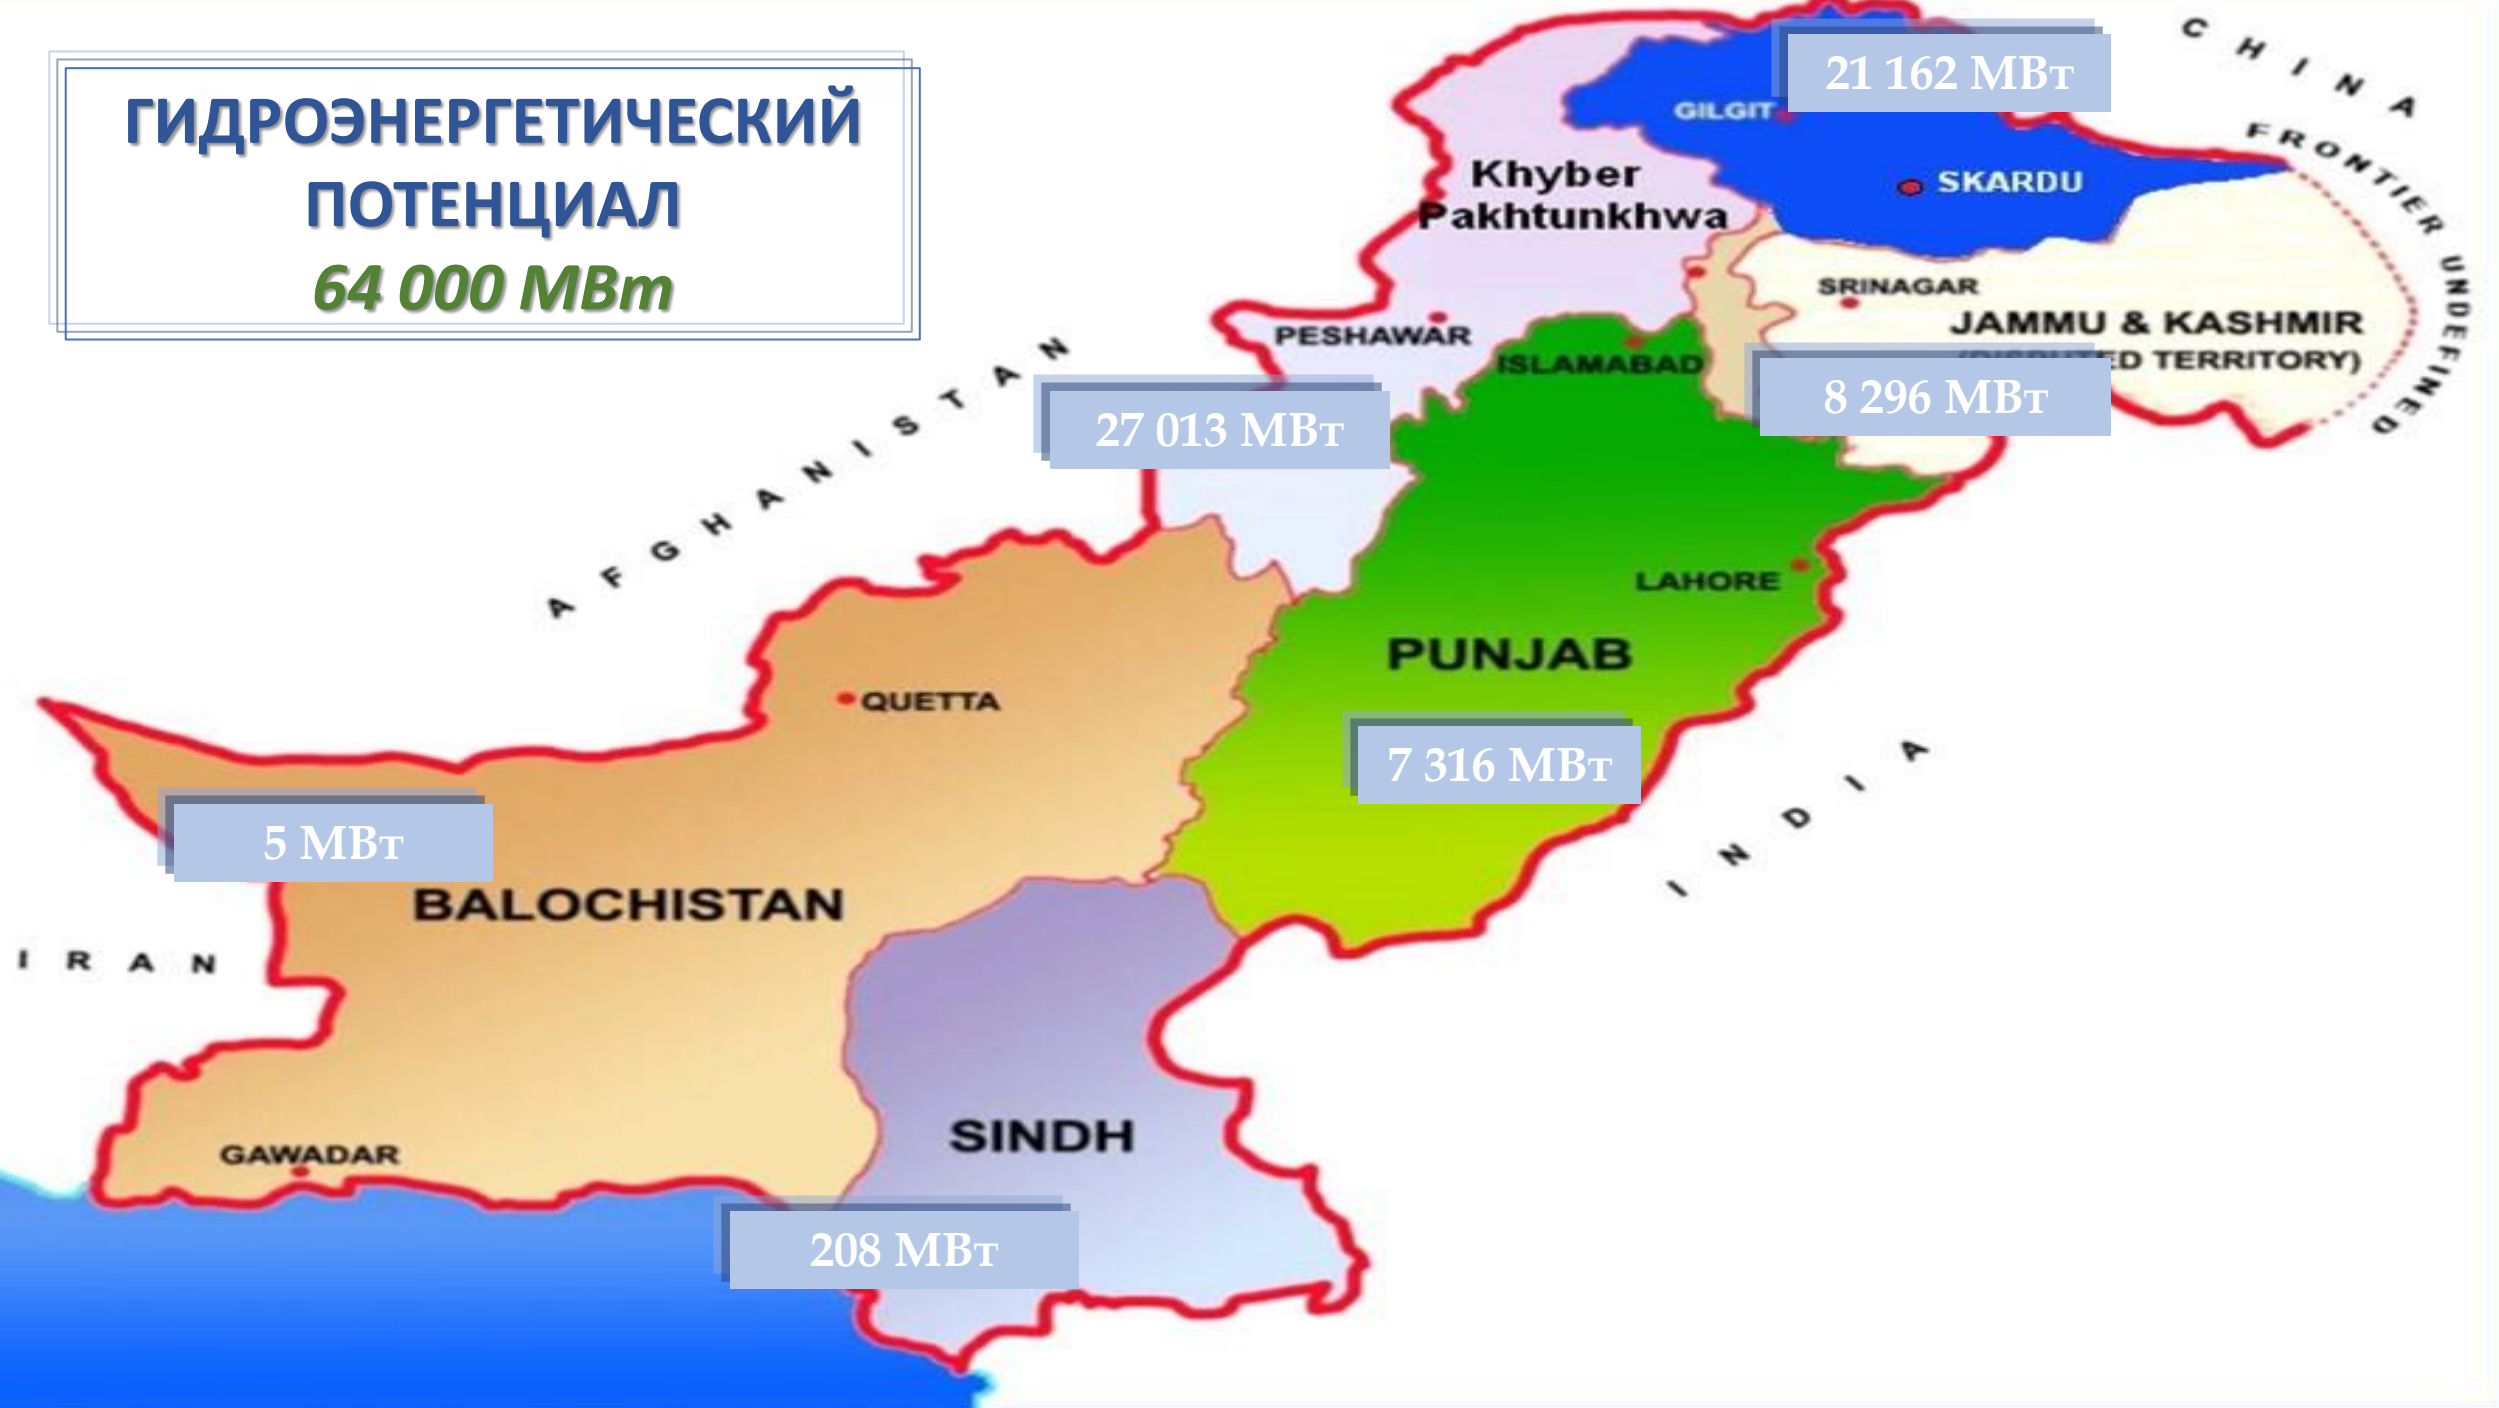 ГИДРОЭНЕРГЕТИЧЕСКИЙ
ПОТЕНЦИАЛ
64 000 МВт
CHINA
FRONTIER UNDEFINED
21 162 МВт
GILGIT
SKARDU
Khyber
Pakhtunkhwa
SRINAGAR
JAMMU & KASHMIR
(DISPUTED TERRITORY)
8 296 МВт
PESHAWAR
ISLAMABAD
27 013 МВт
AFGHANISTAN
LAHORE
PUNJAB
7 316 МВт
QUETTA
INDIA
5 МВт
BALOCHISTAN
IRAN
SINDH
GAWADAR
208 МВт